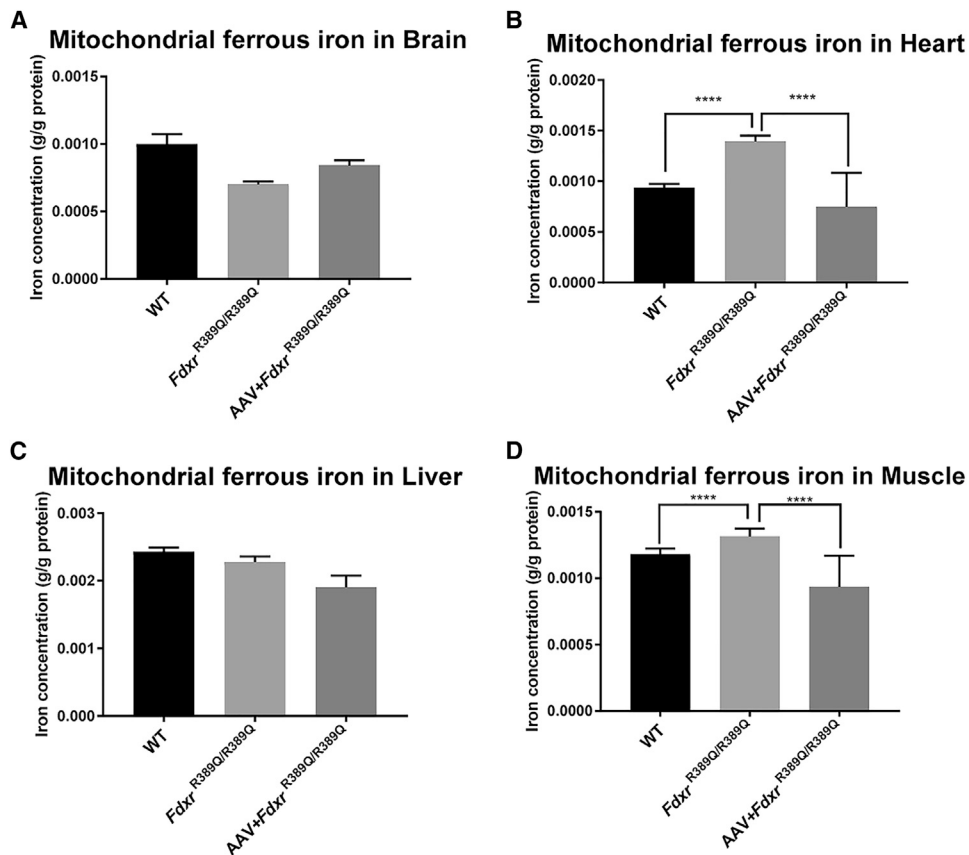 A
Mitochondrial ferrous iron in Brain
Iron concentration (g/g protein)
0.0015
0.0010
0.0005
0.0000
WT
Fdxr R389Q/R389Q
AAV+Fdxr R389Q/R389Q
B
Mitochondrial ferrous iron in Heart
Iron concentration (g/g protein)
0.0020
0.0015
0.0010
0.0005
0.0000
**** ****
WT
Fdxr R389Q/R389Q
AAV+Fdxr R389Q/R389Q
C
Mitochondrial ferrous iron in Liver
Iron concentration (g/g protein)
0.003
0.002
0.001
0.000
WT
Fdxr R389Q/R389Q
AAV+Fdxr R389Q/R389Q
D
Mitochondrial ferrous iron in Muscle
Iron concentration (g/g protein)
0.0015
0.0010
0.0005
0.0000
**** ****
WT
Fdxr R389Q/R389Q
AAV+Fdxr R389Q/R389Q